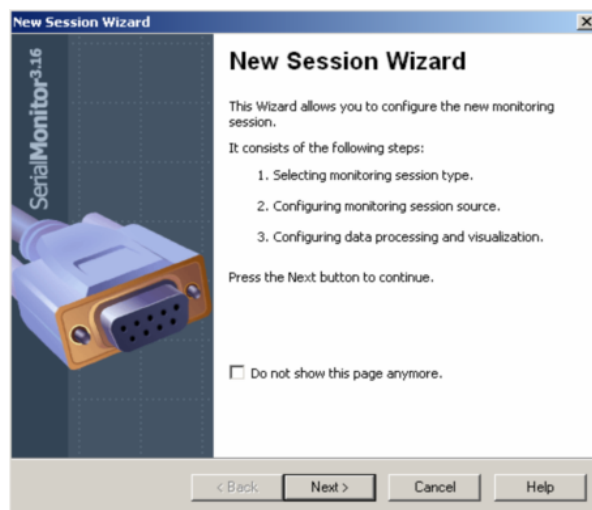 New Session Wizard
SerialMonitor3.16
New Session Wizard
This Wizard allows you to configure the new monitoring
session.
It consists of the following steps:
1. Selecting monitoring session type.
2. Configuring monitoring session source.
3. Configuring data processing and visualization.
Press the Next button to continue.
Do not show this page anymore.
< Back Next > Cancel Help